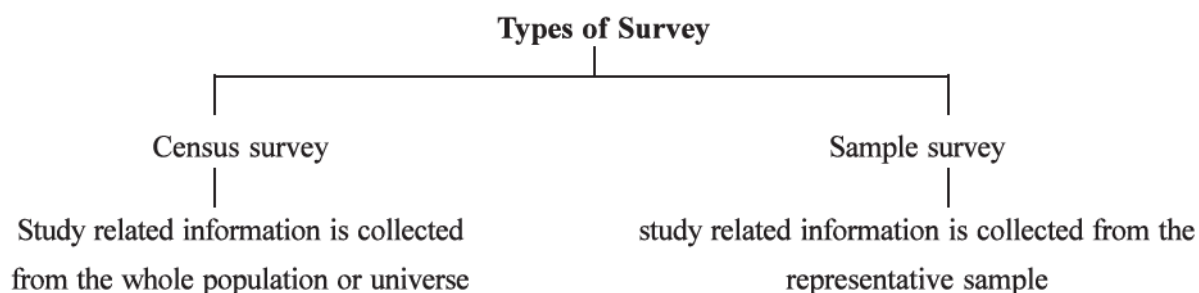 Types of Survey
Census survey
Sample survey
Study related information is collected
from the whole population or universe
study related information is collected from the
representative sample